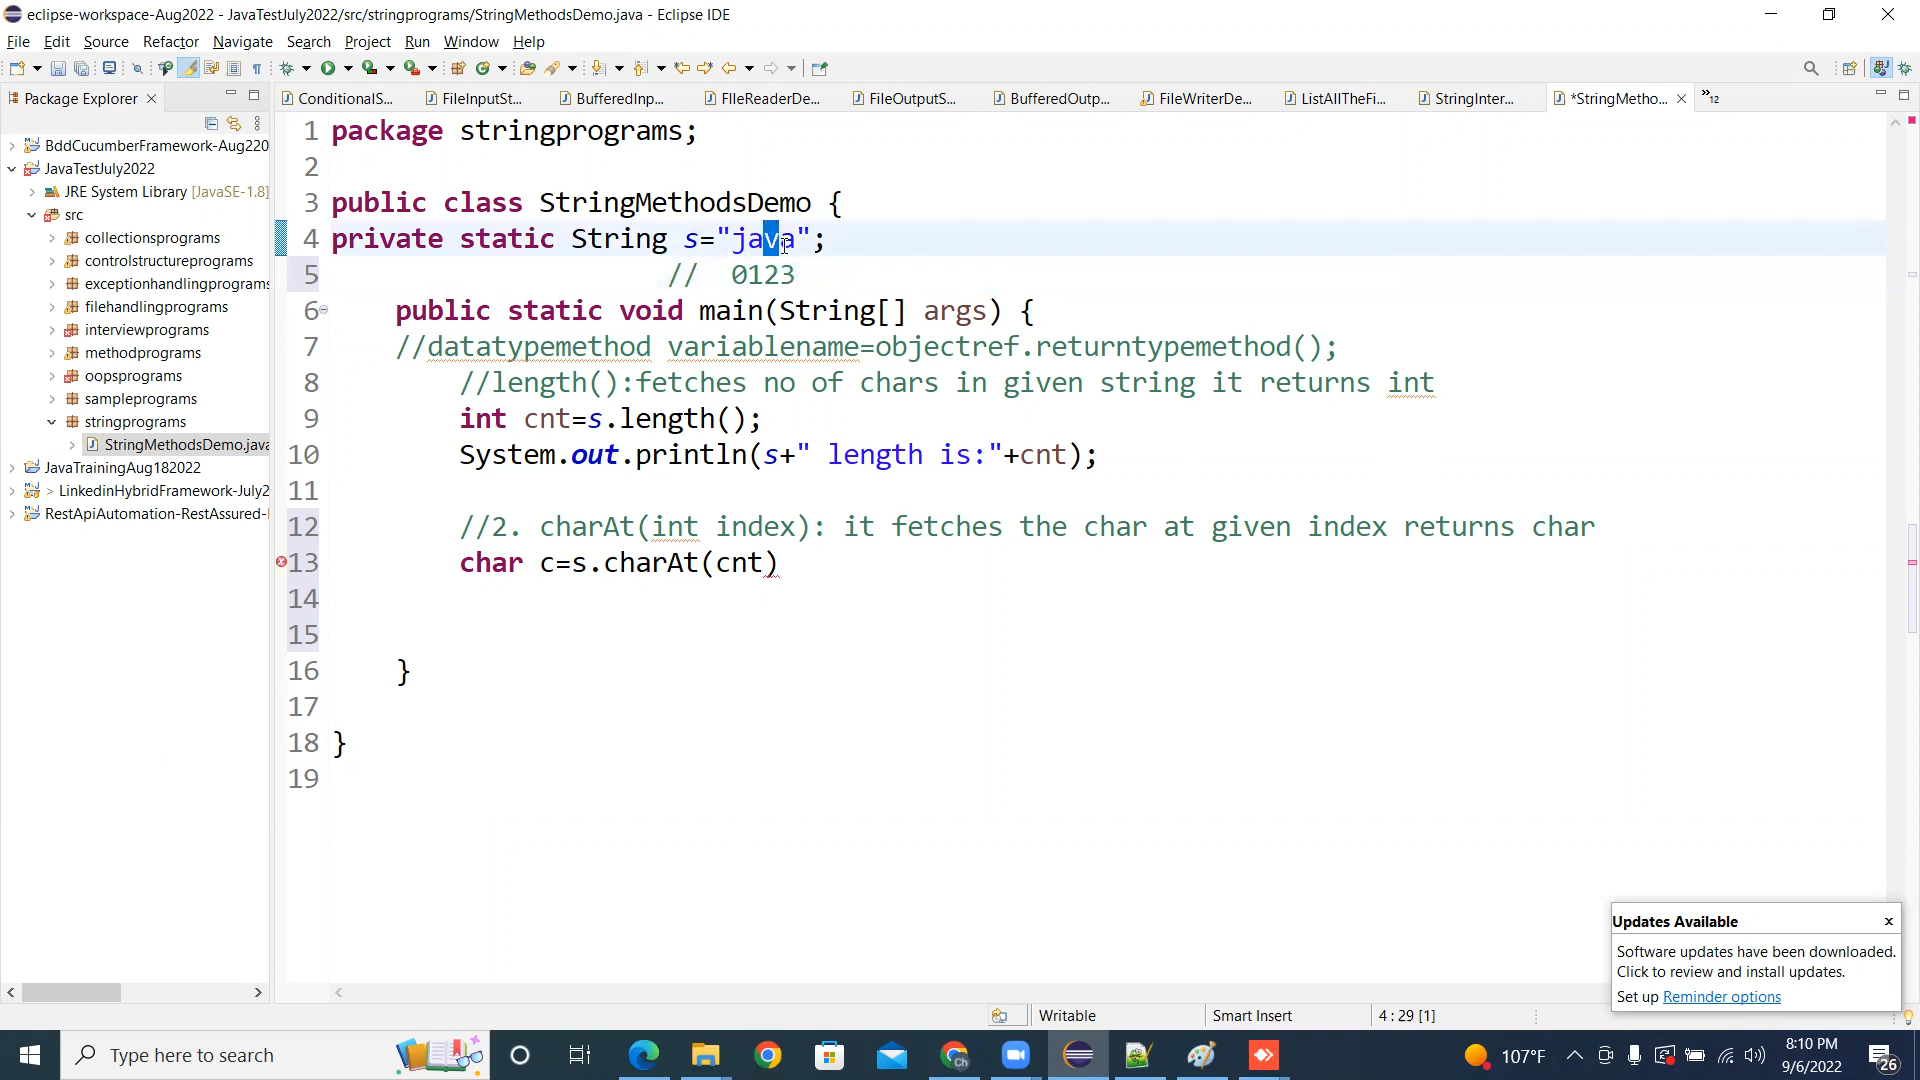 eclipse-workspace-Aug2022 - JavaTestJuly2022/src/stringprograms/StringMethodsDemo.java - Eclipse IDE
File Edit Source Refactor Navigate Search Project Run Window Help
Package Explorer
ConditionalS... FileInputSt... BufferedInp... FIleReaderDe... FileOutputS... BufferedOutp... FileWriterDe... ListAllTheFi... StringInter... *StringMetho... »12
BddCucumberFramework-Aug220
JavaTestJuly2022
JRE System Library [JavaSE-1.8]
src
collectionsprograms
controlstructureprograms
exceptionhandlingprograms
filehandlingprograms
interviewprograms
methodprograms
oopsprograms
sampleprograms
stringprograms
StringMethodsDemo.java
JavaTrainingAug182022
> LinkedinHybridFramework-July2
RestApiAutomation-RestAssured-
1 package stringprograms;
2
3 public class StringMethodsDemo {
4 private static String s="java";
5 // 0123
6 public static void main(String[] args) {
7 //datatypemethod variablename=objectref.returntypemethod();
8 //length():fetches no of chars in given string it returns int
9 int cnt=s.length();
10 System.out.println(s+" length is:"+cnt);
11
12 //2. charAt(int index): it fetches the char at given index returns char
13 char c=s.charAt(cnt)
14
15
16 }
17
18 }
19
Updates Available
Software updates have been downloaded.
Click to review and install updates.
Set up Reminder options
Writable Smart Insert 4 : 29 [1]
Type here to search
107°F
8:10 PM
9/6/2022
26